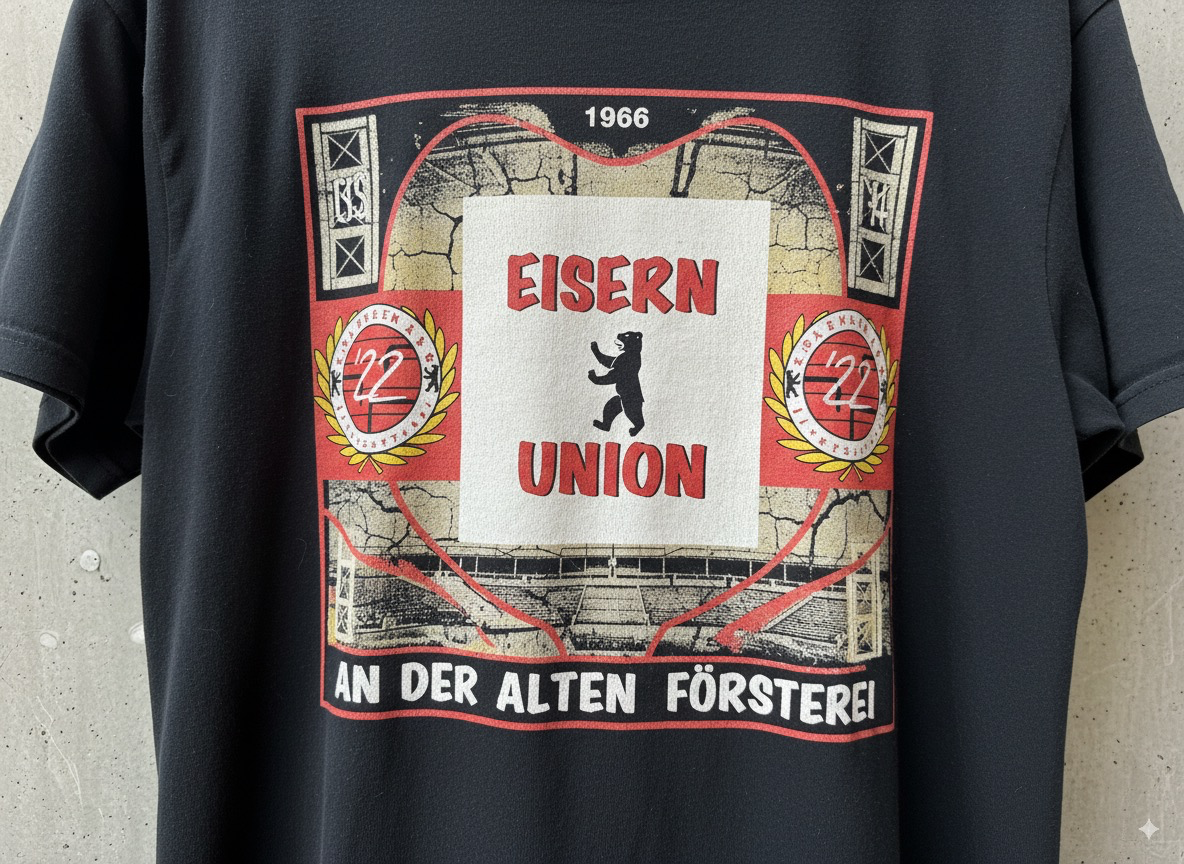 1966
EISERN
'22
'22
UNION
AN DER ALTEN FÖRSTEREI